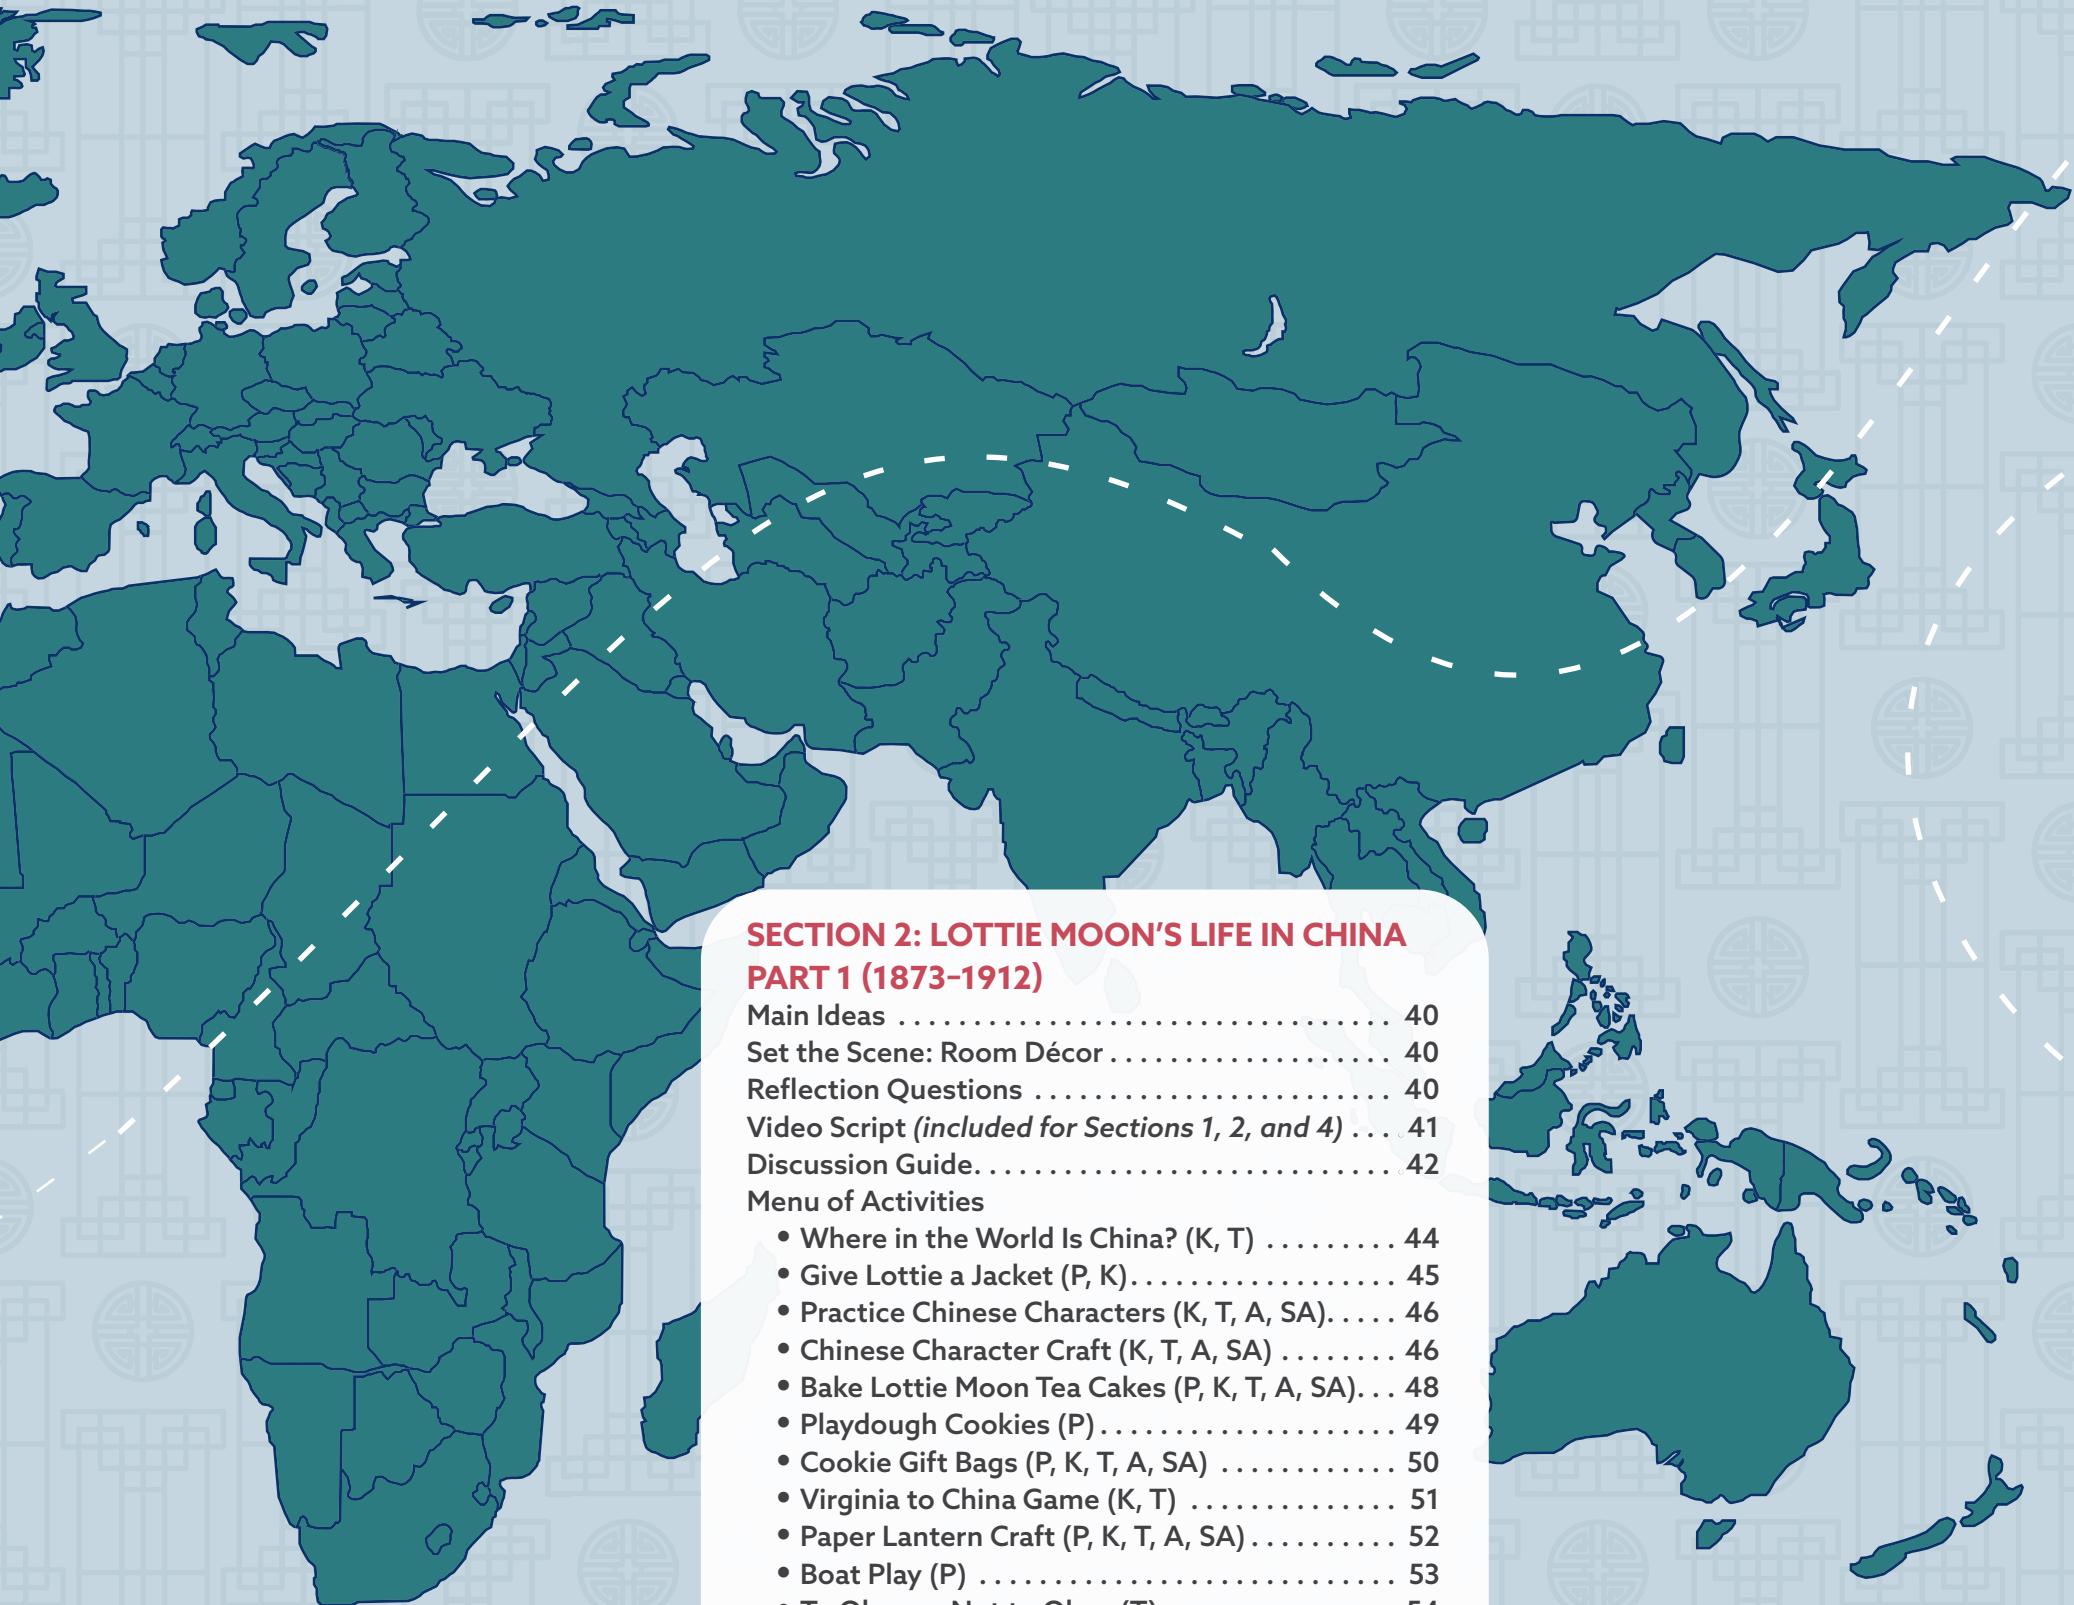 SECTION 2: LOTTIE MOON’S LIFE IN CHINA
PART 1 (1873–1912)
Main Ideas . . . . . . . . . . . . . . . . . . . . . . . . . . . . . . . . . 40
Set the Scene: Room Décor . . . . . . . . . . . . . . . . . . . 40
Reflection Questions . . . . . . . . . . . . . . . . . . . . . . . . 40
Video Script (included for Sections 1, 2, and 4) . . . . 41
Discussion Guide. . . . . . . . . . . . . . . . . . . . . . . . . . . . . 42
Menu of Activities
• Where in the World Is China? (K, T) . . . . . . . . . 44
• Give Lottie a Jacket (P, K). . . . . . . . . . . . . . . . . . 45
• Practice Chinese Characters (K, T, A, SA). . . . . 46
• Chinese Character Craft (K, T, A, SA) . . . . . . . . 46
• Bake Lottie Moon Tea Cakes (P, K, T, A, SA). . . 48
• Playdough Cookies (P) . . . . . . . . . . . . . . . . . . . . 49
• Cookie Gift Bags (P, K, T, A, SA) . . . . . . . . . . . . 50
• Virginia to China Game (K, T) . . . . . . . . . . . . . . 51
• Paper Lantern Craft (P, K, T, A, SA) . . . . . . . . . . 52
• Boat Play (P) . . . . . . . . . . . . . . . . . . . . . . . . . . . . 53